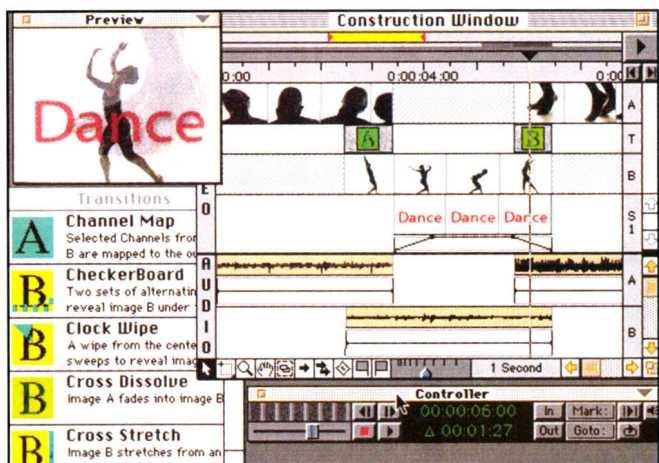 Preview
Construction Window
Dance
0:00
0:00:04:00
0:00
A
T
B
S
1
A
B
E
O
A
U
D
I
O
A
B
Dance Dance Dance
Transitions
A
Channel Map
Selected Channels from
B are mapped to the ou
B
CheckerBoard
Two sets of alternatin
reveal image B under
B
Clock Wipe
A wipe from the cente
sweeps to reveal imag
B
Cross Dissolve
Image A fades into image B
B
Cross Stretch
Image B stretches from an
1 Second
Controller
00:00:06:00
In
Mark:
Δ 00:01:27
Out
Goto: